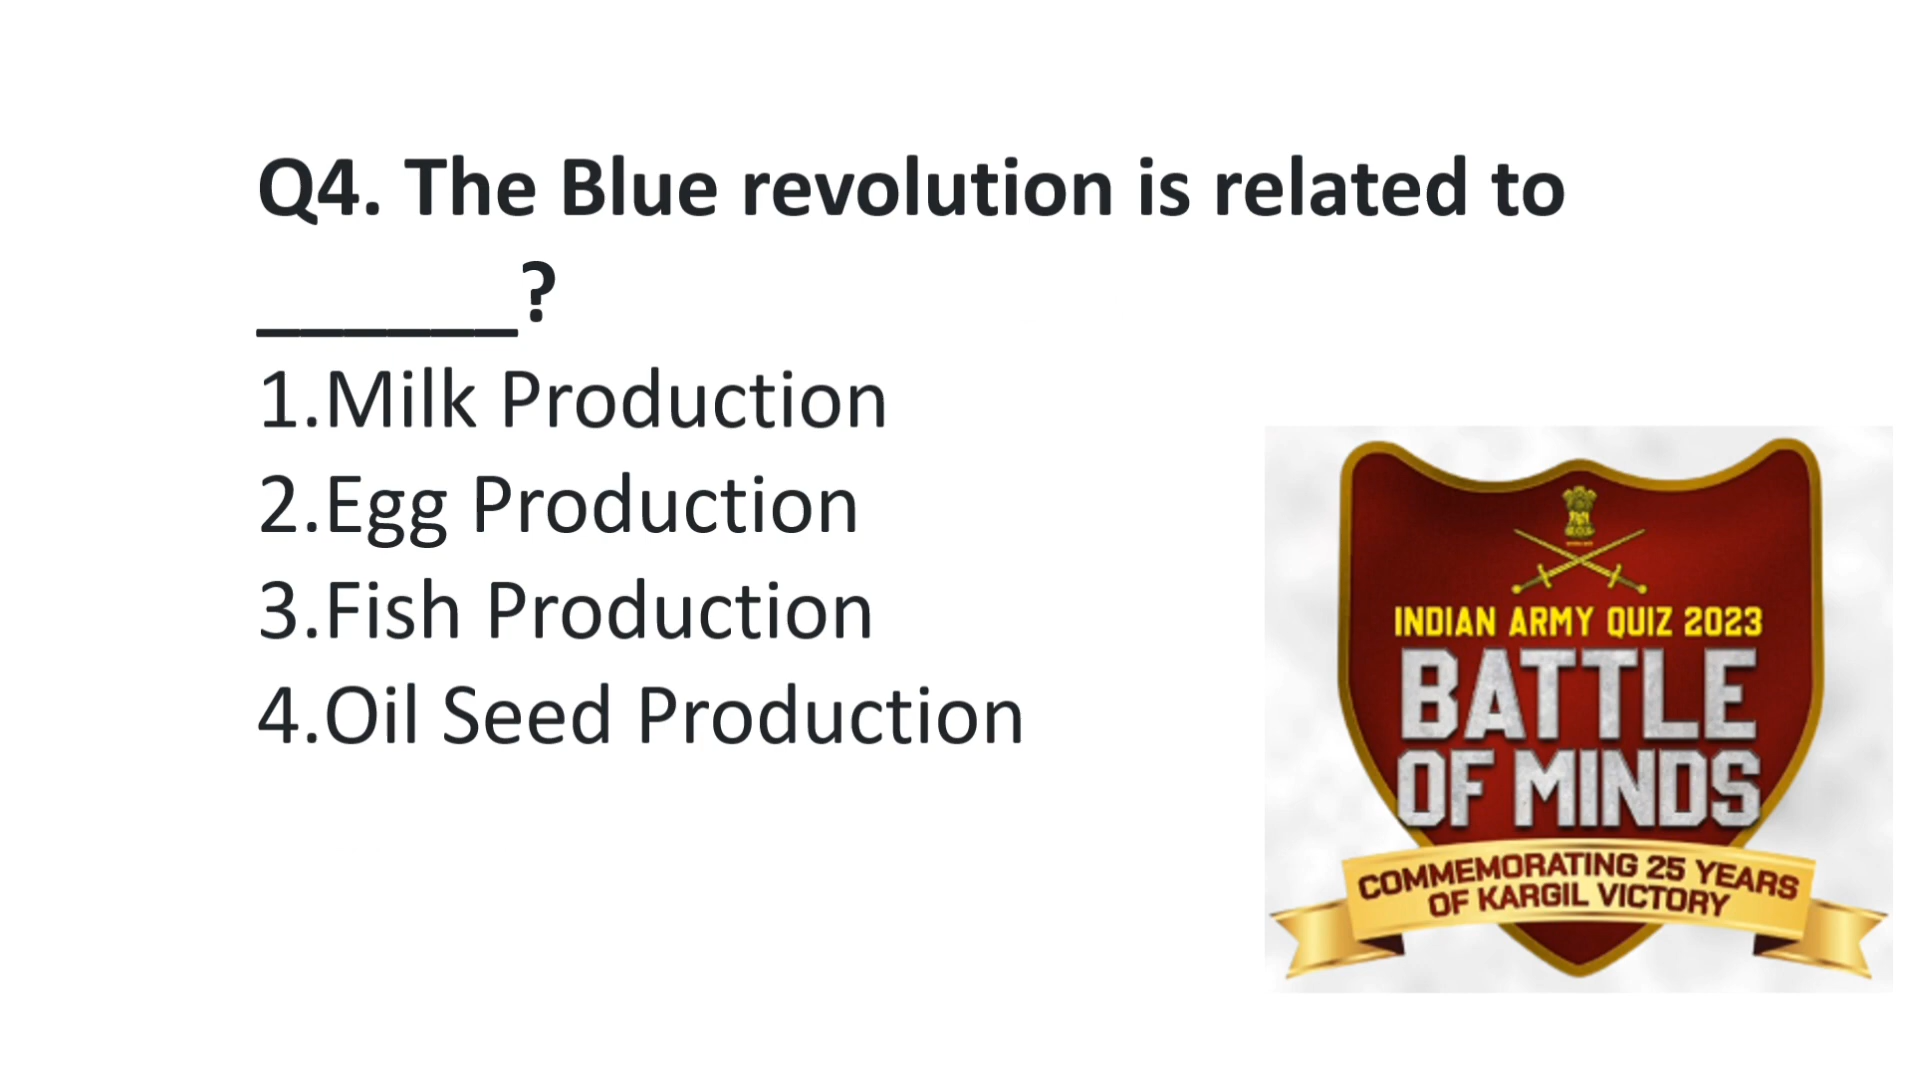 Q4. The Blue revolution is related to
______?
1.Milk Production
2.Egg Production
3.Fish Production
4.Oil Seed Production
INDIAN ARMY QUIZ 2023
BATTLE
OF MINDS
COMMEMORATING 25 YEARS
OF KARGIL VICTORY